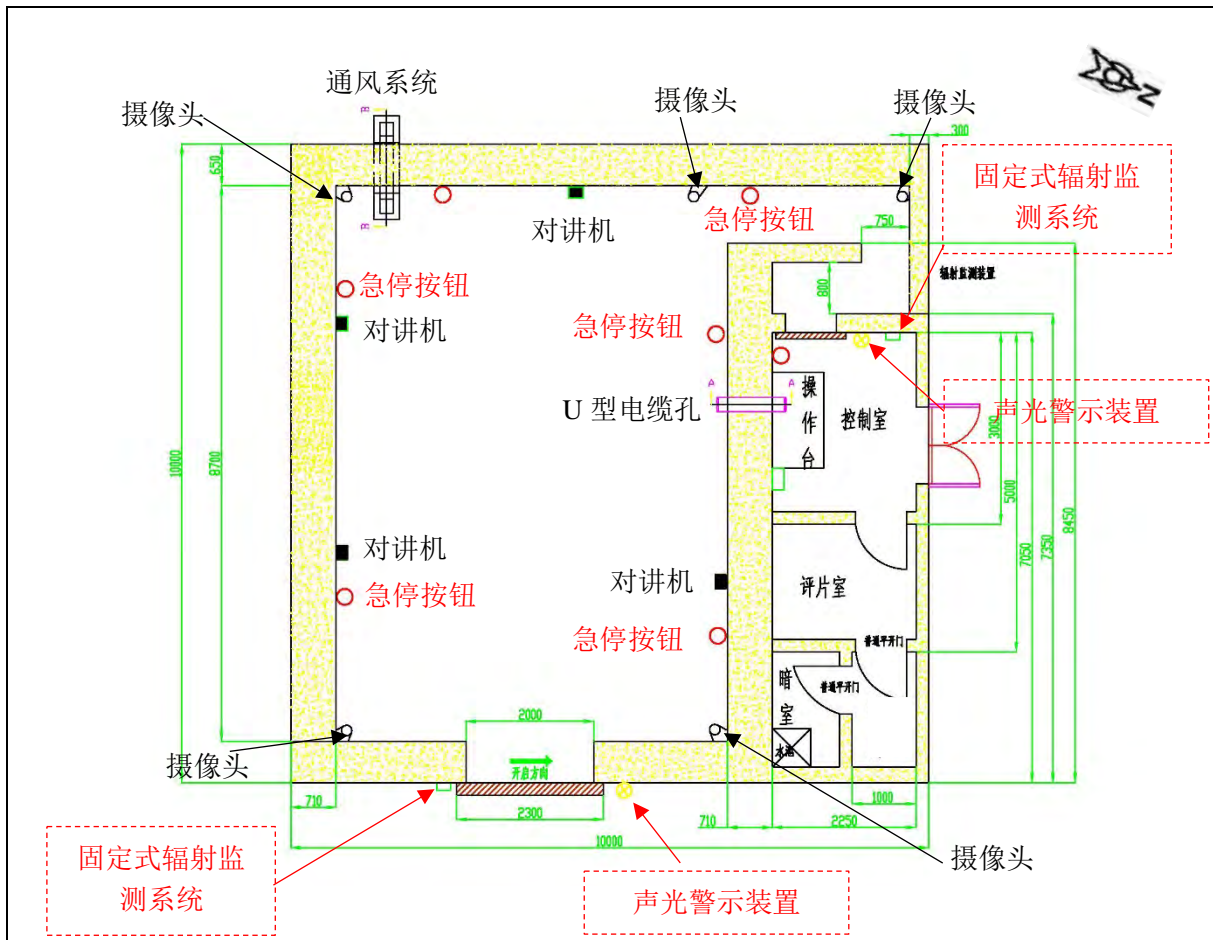 通风系统
摄像头
摄像头
摄像头
N
B
B
300
固定式辐射监
测系统
650
急停按钮
对讲机
750
辐射监测装置
急停按钮
800
对讲机
急停按钮
U 型电缆孔
A
A
操作台
控制室
声光警示装置
3000
5000
7050
7350
8450
10000
8700
对讲机
急停按钮
对讲机
急停按钮
评片室
普通平开门
普通平开门
暗室
水池
2000
开启方向
摄像头
710
2300
710
1000
2250
10000
摄像头
固定式辐射监
测系统
声光警示装置